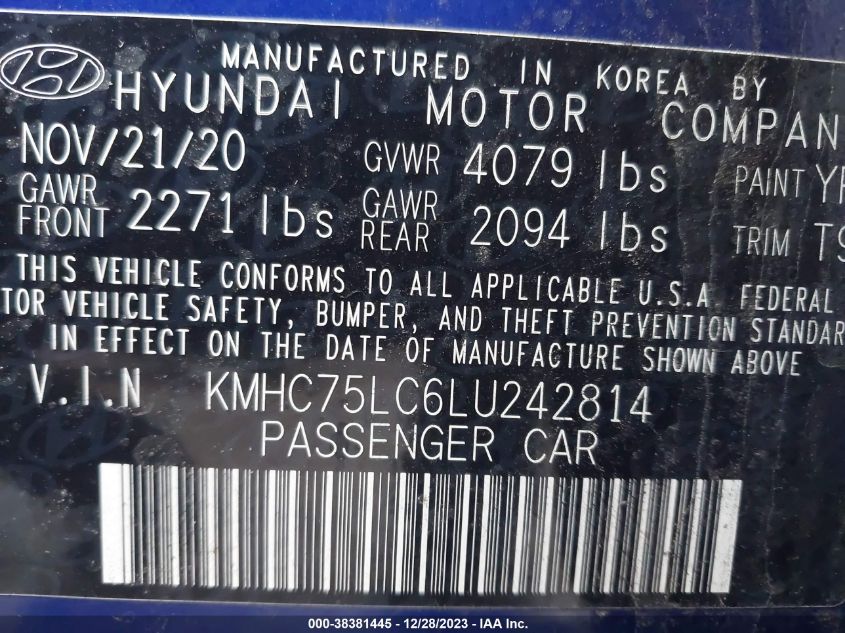 MANUFACTURED IN KOREA BY
HYUNDAI MOTOR COMPAN
NOV/21/20 GVWR 4079 lbs PAINT
GAWR FRONT 2271 lbs GAWR REAR 2094 lbs TRIM
THIS VEHICLE CONFORMS TO ALL APPLICABLE U.S.A. FEDERAL
TOR VEHICLE SAFETY, BUMPER, AND THEFT PREVENTION STANDAR
IN EFFECT ON THE DATE OF MANUFACTURE SHOWN ABOVE
V.I.N KMHC75LC6LU242814
PASSENGER CAR
000-38381445 - 12/28/2023 - IAA Inc.